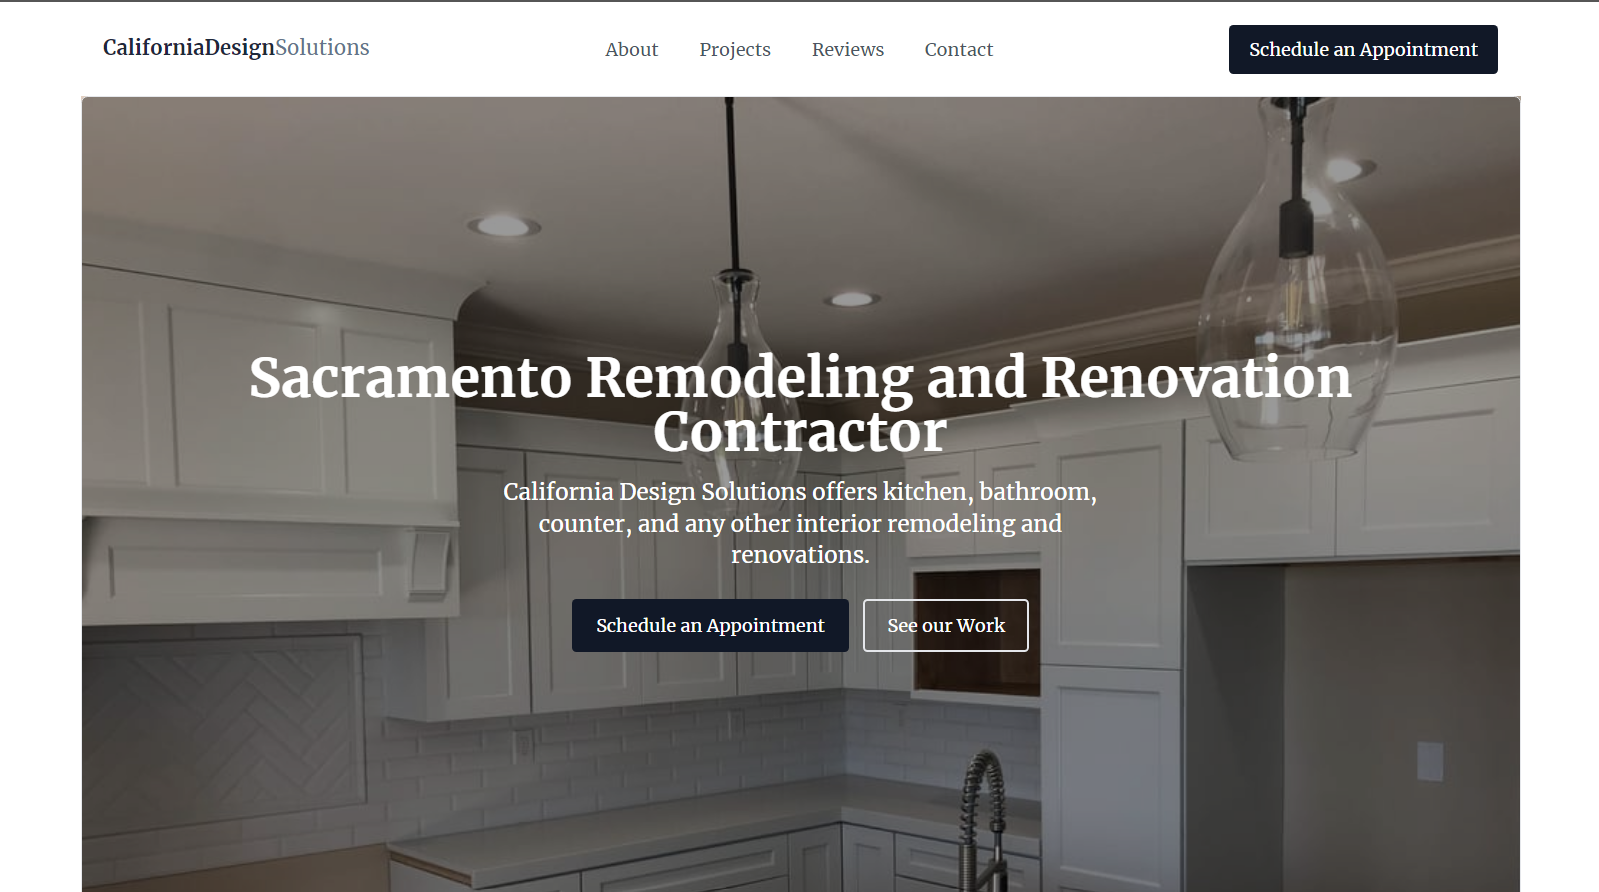 CaliforniaDesignSolutions
About Projects Reviews Contact
Schedule an Appointment
Sacramento Remodeling and Renovation
Contractor
California Design Solutions offers kitchen, bathroom,
counter, and any other interior remodeling and
renovations.
Schedule an Appointment
See our Work